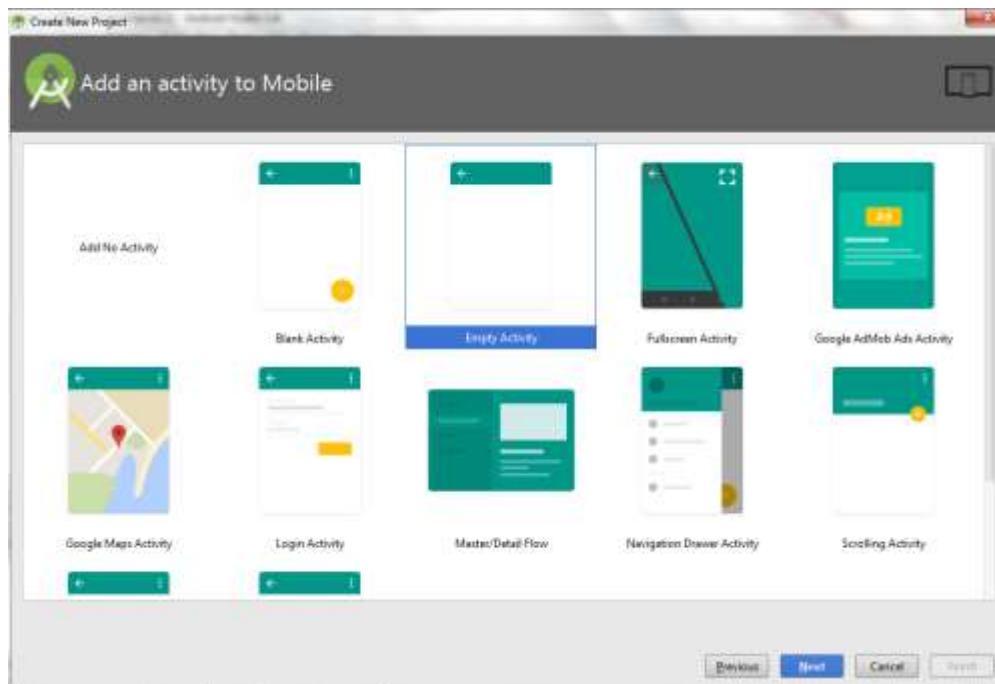 Create New Project
Add an activity to Mobile
Add No Activity
Blank Activity
Empty Activity
Fullscreen Activity
Ad
Google AdMob Ads Activity
Google Maps Activity
Login Activity
Master/Detail Flow
Navigation Drawer Activity
Scrolling Activity
Previous
Next
Cancel
Finish